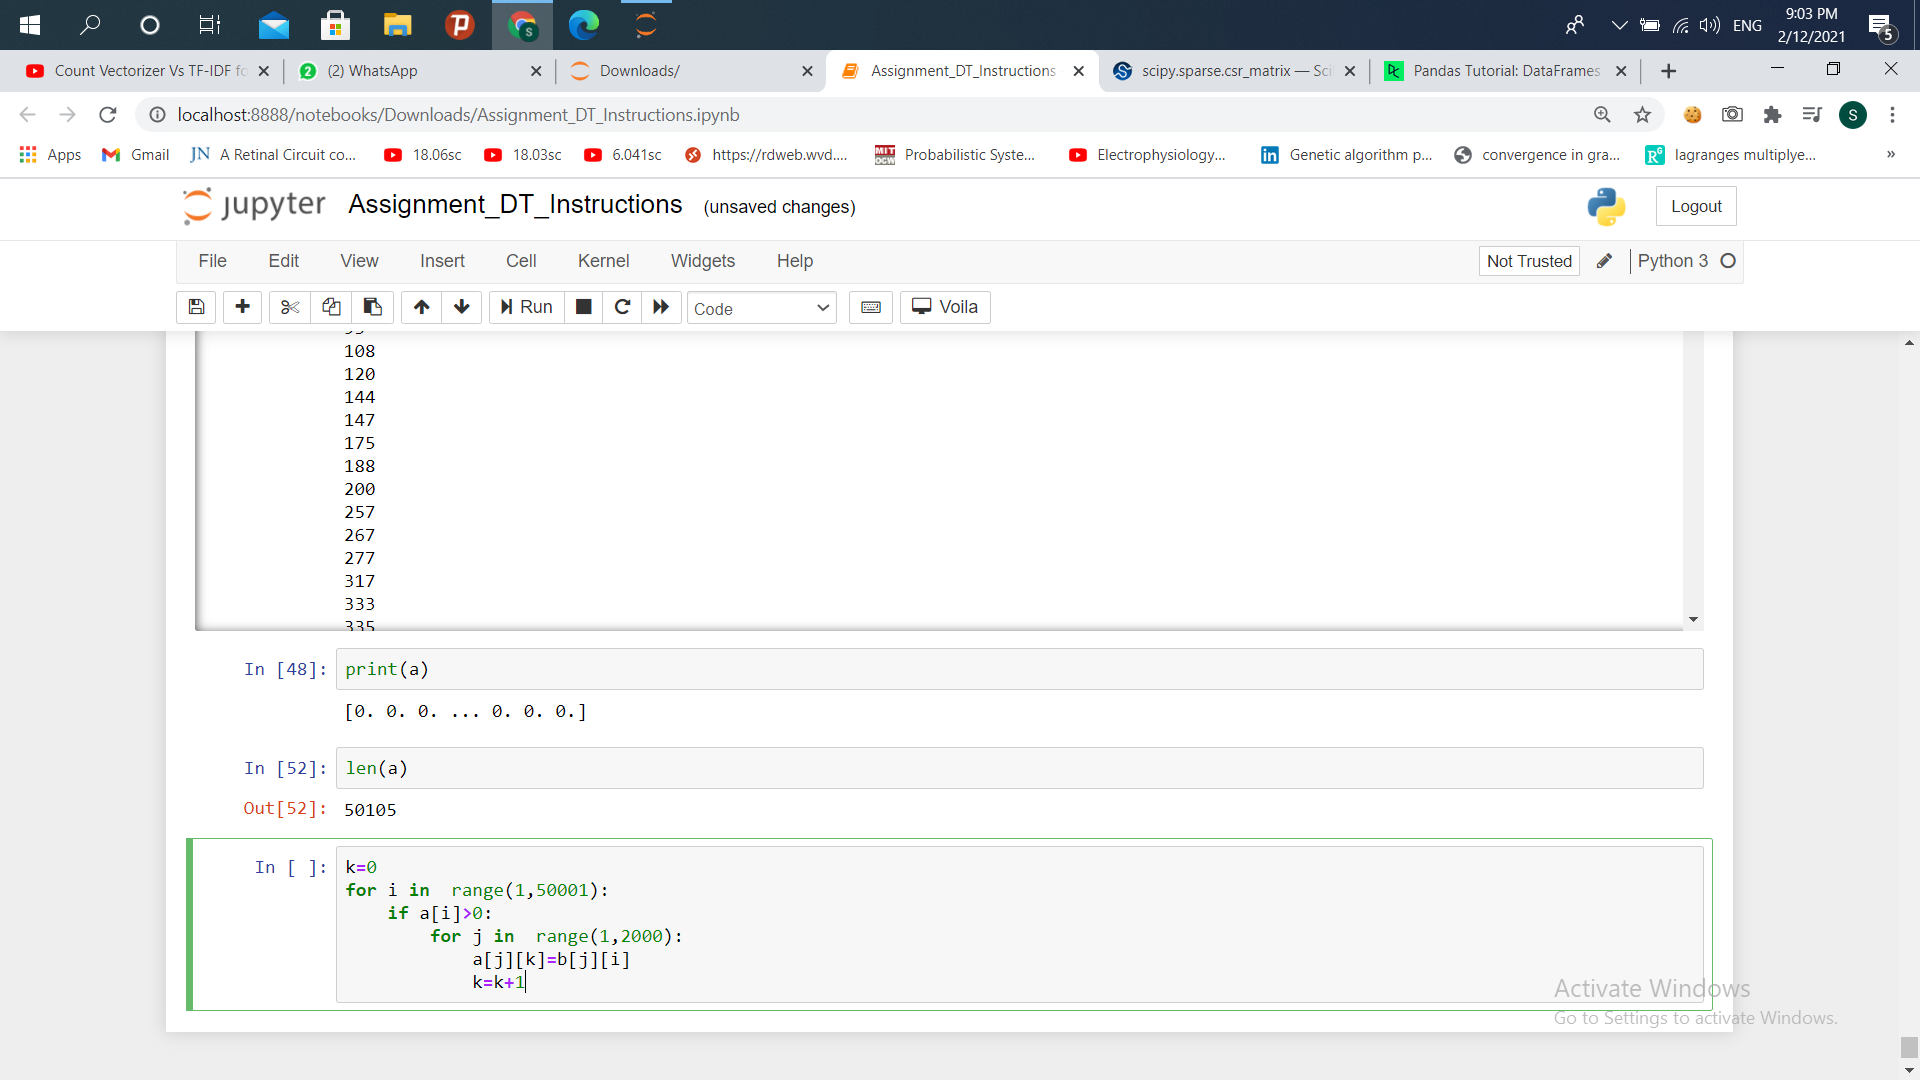 9:03 PM
ENG
2/12/2021
5
Count Vectorizer Vs TF-IDF fo
(2) WhatsApp
Downloads/
Assignment_DT_Instructions
scipy.sparse.csr_matrix — Sci
Pandas Tutorial: DataFrames
localhost:8888/notebooks/Downloads/Assignment_DT_Instructions.ipynb
S
Apps
Gmail
JN A Retinal Circuit co...
18.06sc
18.03sc
6.041sc
https://rdweb.wvd....
MIT Probabilistic Syste...
Electrophysiology...
in Genetic algorithm p...
convergence in gra...
lagranges multiplye...
»
jupyter Assignment_DT_Instructions (unsaved changes)
Logout
File Edit View Insert Cell Kernel Widgets Help
Not Trusted
Python 3
Run
Code
Voila
108
120
144
147
175
188
200
257
267
277
317
333
335
In [48]: print(a)
[0. 0. 0. ... 0. 0. 0.]
In [52]: len(a)
Out[52]: 50105
In [ ]: k=0
for i in  range(1,50001):
    if a[i]>0:
        for j in  range(1,2000):
            a[j][k]=b[j][i]
            k=k+1
Activate Windows
Go to Settings to activate Windows.